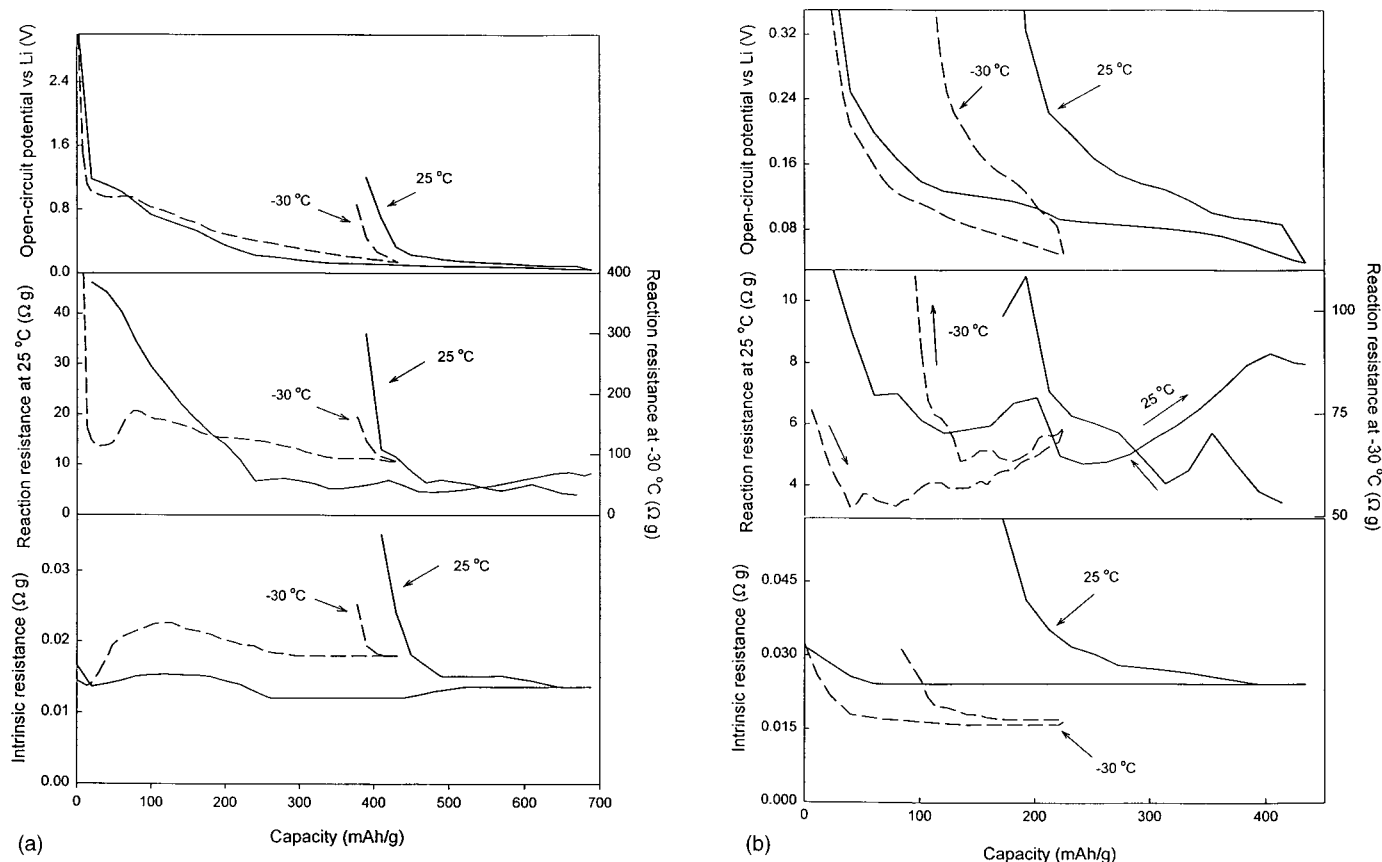 Open-circuit potential vs Li (V)
2.4
1.6
0.8
0.0
-30 °C
25 °C
Reaction resistance at 25 °C (Ω g)
40
30
20
10
0
-30 °C
25 °C
400
300
200
100
0
Reaction resistance at -30 °C (Ω g)
Intrinsic resistance (Ω g)
0.03
0.02
0.01
0.00
-30 °C
25 °C
0
100
200
300
400
500
600
700
Capacity (mAh/g)
(a)
Open-circuit potential vs Li (V)
0.32
0.24
0.16
0.08
-30 °C
25 °C
Reaction resistance at 25 °C (Ω g)
10
8
6
4
-30 °C
25 °C
100
75
50
Reaction resistance at -30 °C (Ω g)
Intrinsic resistance (Ω g)
0.045
0.030
0.015
0.000
25 °C
-30 °C
0
100
200
300
400
Capacity (mAh/g)
(b)